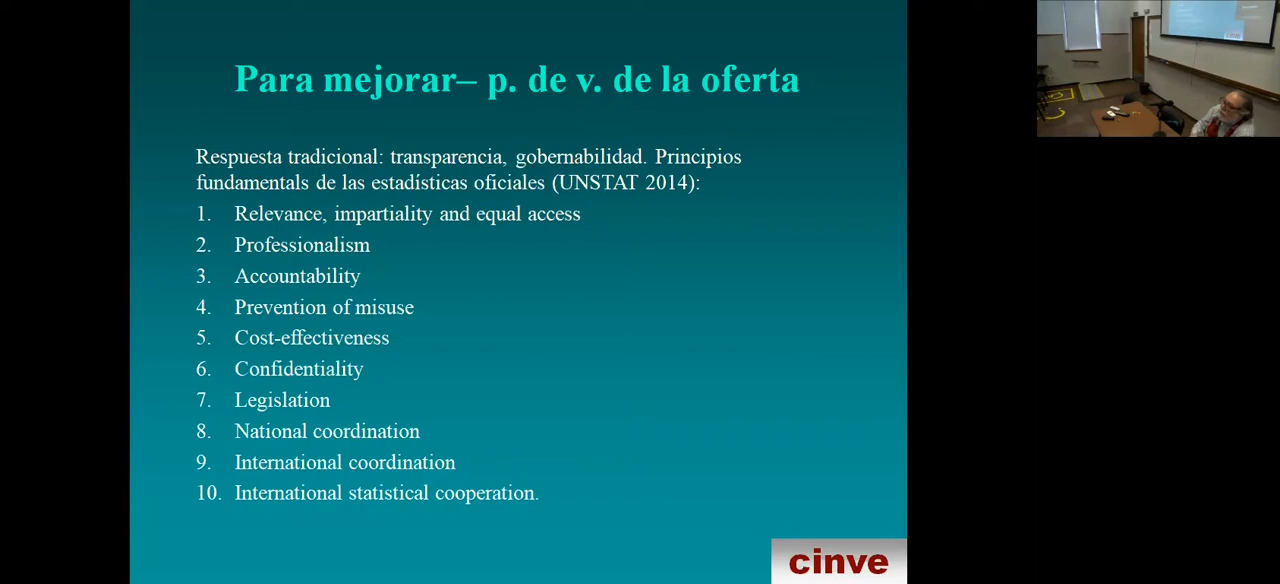 Para mejorar– p. de v. de la oferta
Respuesta tradicional: transparencia, gobernabilidad. Principios
fundamentals de las estadísticas oficiales (UNSTAT 2014):
1. Relevance, impartiality and equal access
2. Professionalism
3. Accountability
4. Prevention of misuse
5. Cost-effectiveness
6. Confidentiality
7. Legislation
8. National coordination
9. International coordination
10. International statistical cooperation.
cinve